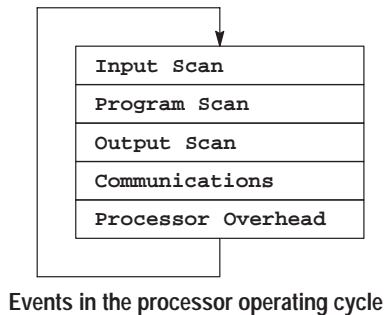 Input Scan
Program Scan
Output Scan
Communications
Processor Overhead
Events in the processor operating cycle